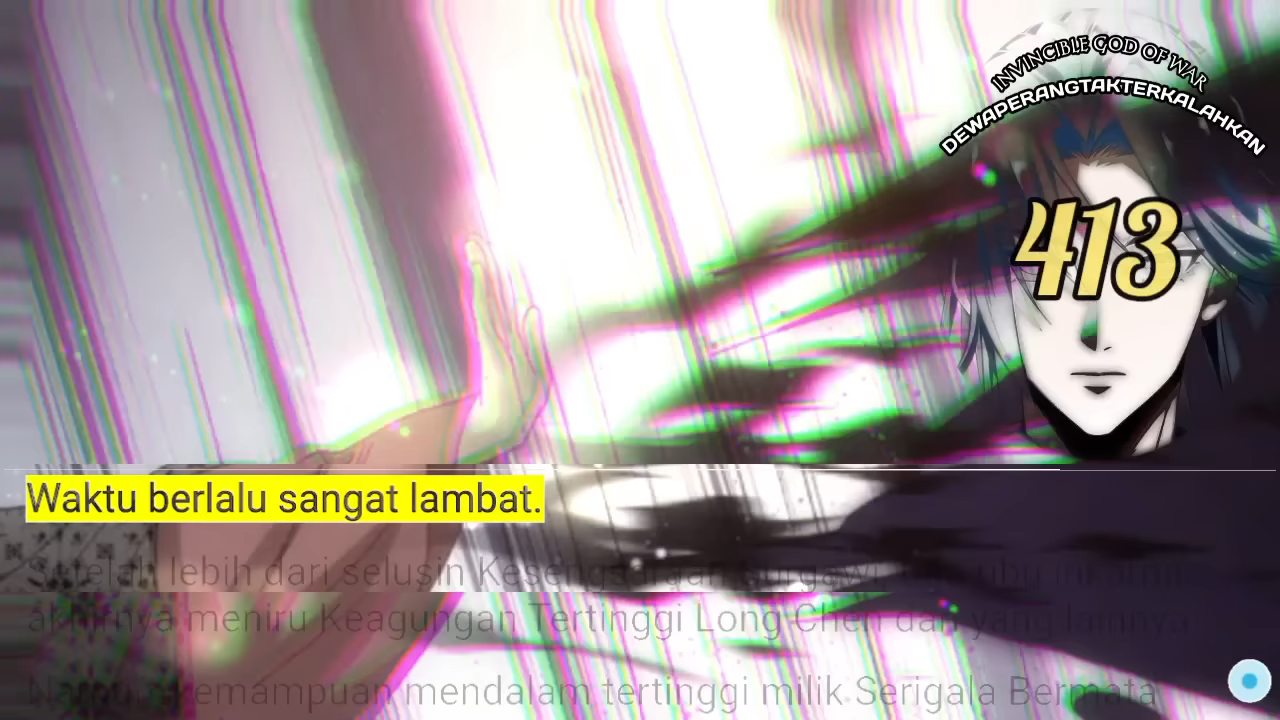 INVINCIBLE GOD OF WAR
DEWAPERANGTAKTERKALAHKAN
413
Waktu berlalu sangat lambat.
Setelah lebih dari selusin
akhirnya meniru Keagungan Tertinggi Long Chen dan yang lainnya
kemampuan mendalam tertinggi milik Serigala Bermata